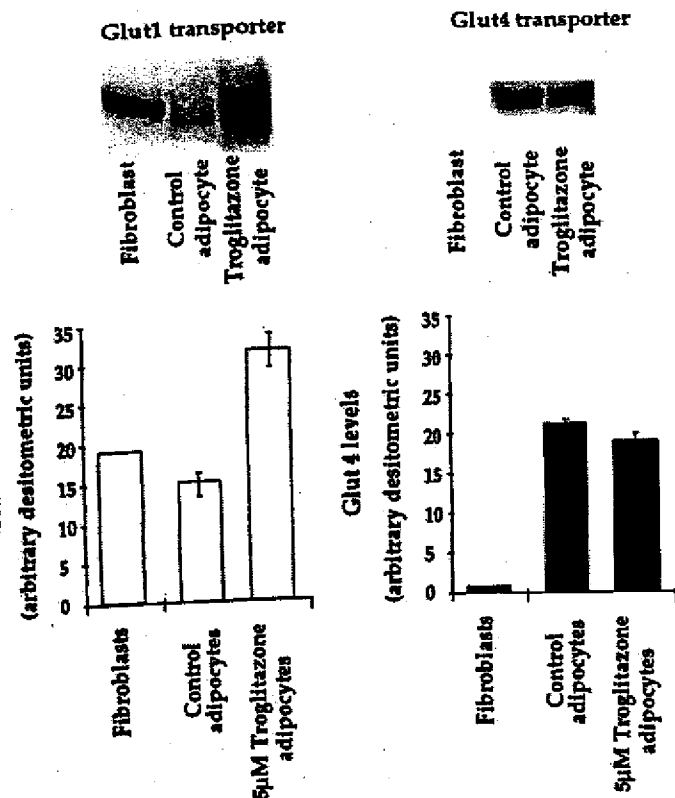 Glut1 transporter
Fibroblast
Control
adipocyte
Troglitazone
adipocyte
(arbitrary desitometric units)
35
30
25
20
15
10
5
0
Fibroblasts
Control
adipocytes
5µM Troglitazone
adipocytes
Glut4 transporter
Fibroblast
Control
adipocyte
Troglitazone
adipocyte
Glut 4 levels
(arbitrary desitometric units)
35
30
25
20
15
10
5
0
Fibroblasts
Control
adipocytes
5µM Troglitazone
adipocytes